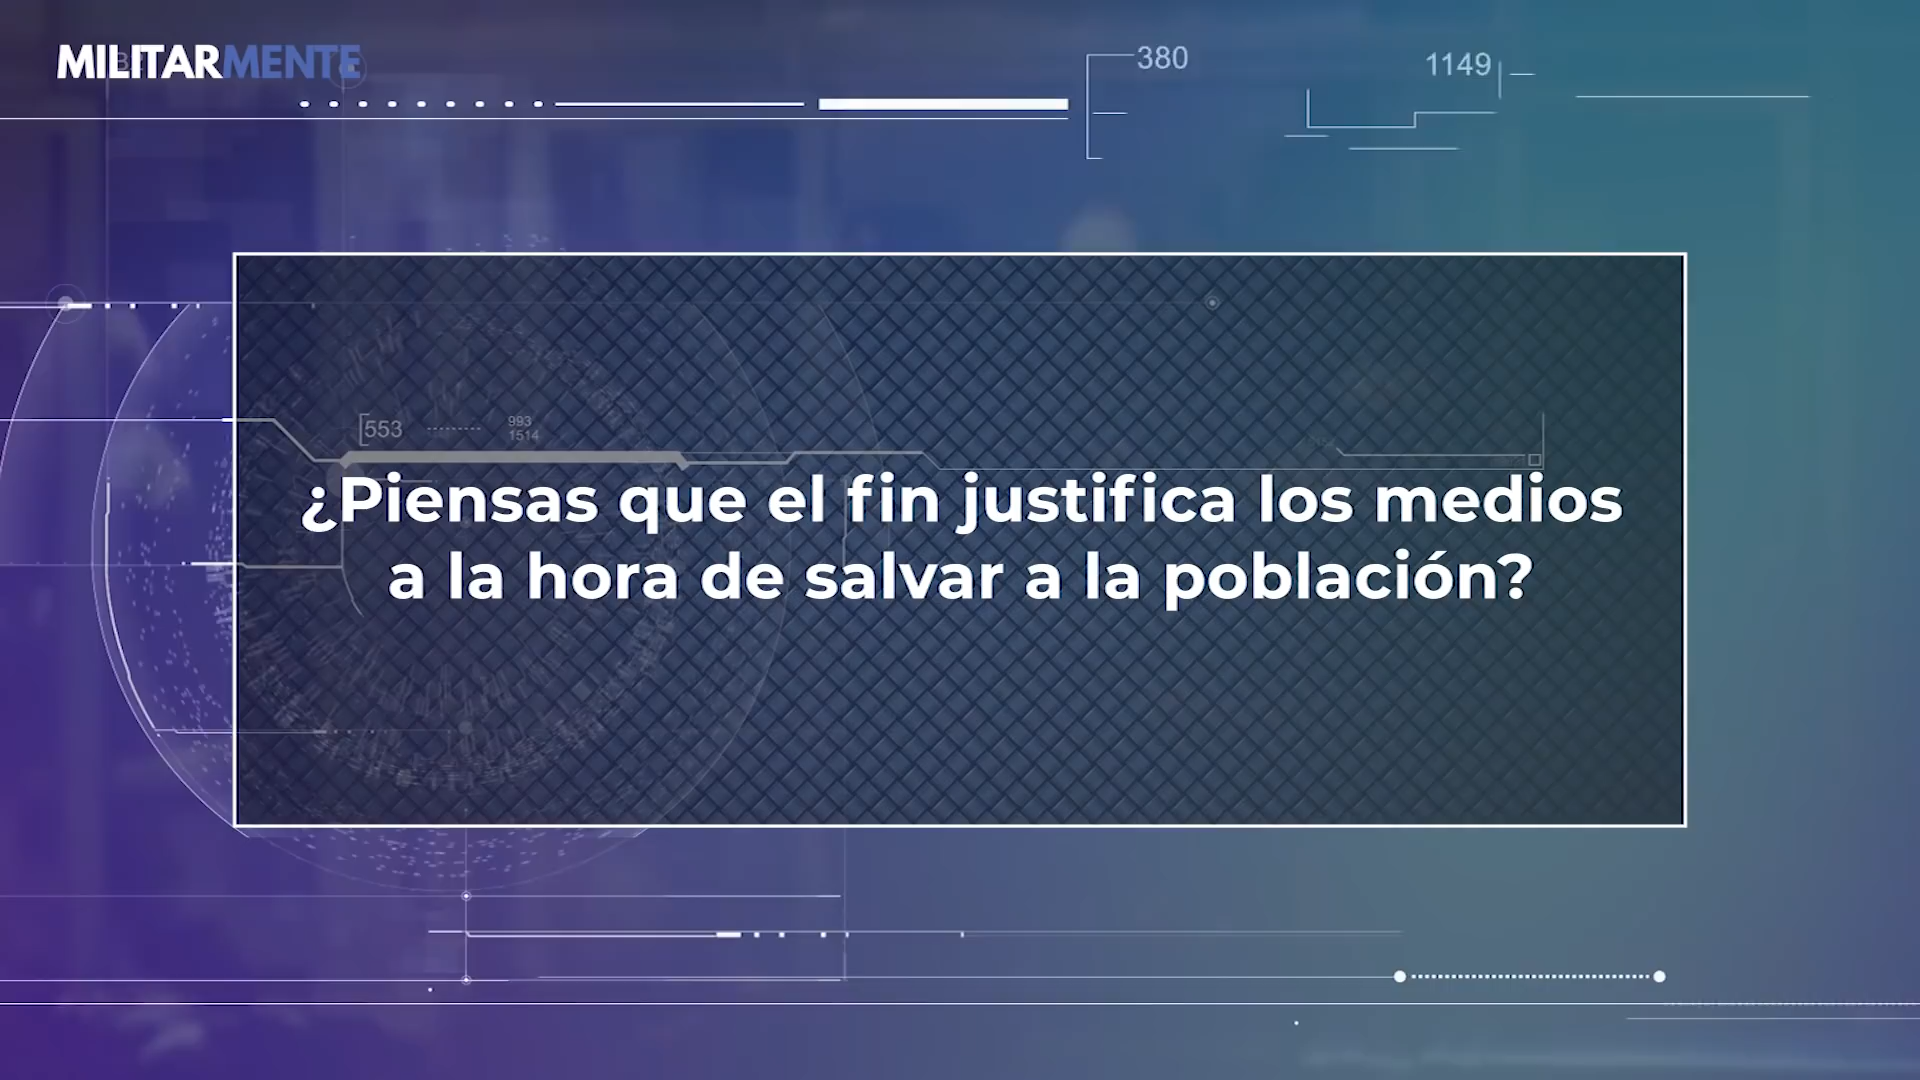 MILITARMENTE
380
1149
553
993
1514
¿Piensas que el fin justifica los medios
a la hora de salvar a la población?